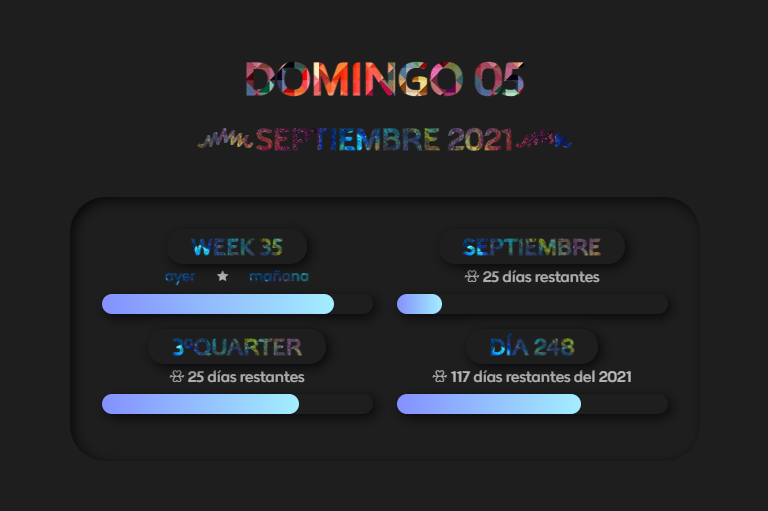 DOMINGO 05
SEPTIEMBRE 2021
WEEK 35
ayer ★ mañana
SEPTIEMBRE
25 días restantes
3ºQUARTER
25 días restantes
DÍA 248
117 días restantes del 2021